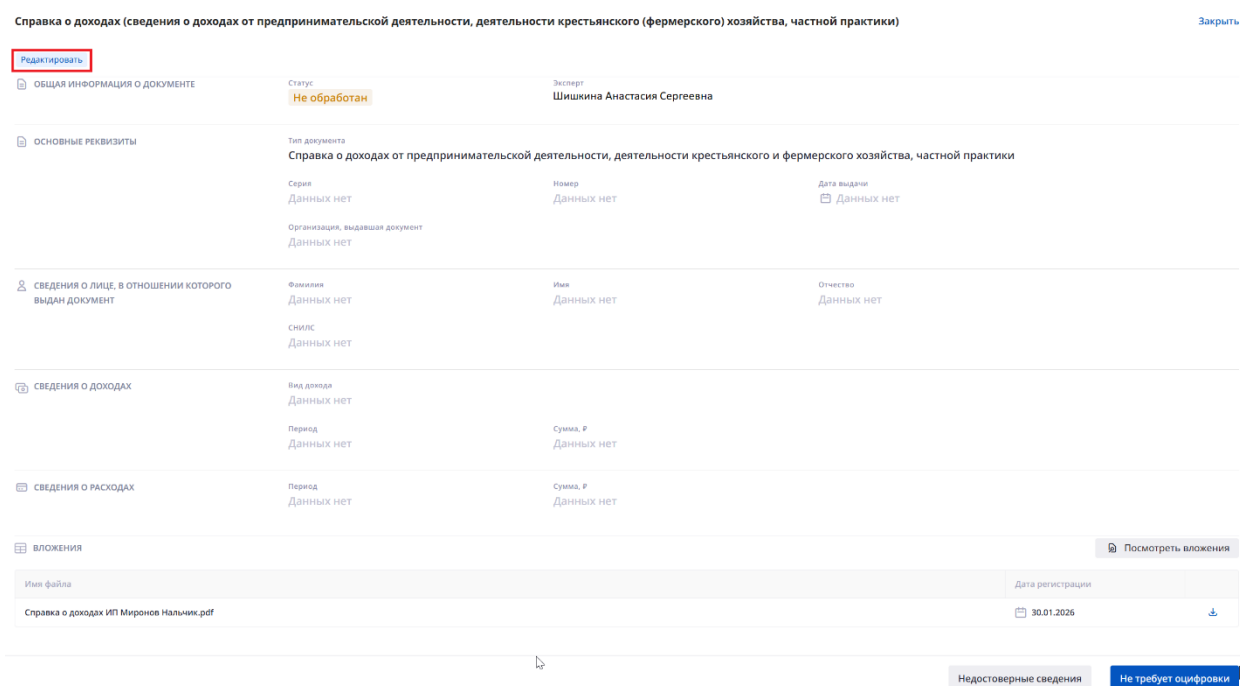 Справка о доходах (сведения о доходах от предпринимательской деятельности, деятельности крестьянского (фермерского) хозяйства, частной практики)
Закрыть
Редактировать
ОБЩАЯ ИНФОРМАЦИЯ О ДОКУМЕНТЕ
Статус
Эксперт
Не обработан
Шишкина Анастасия Сергеевна
ОСНОВНЫЕ РЕКВИЗИТЫ
Тип документа
Справка о доходах от предпринимательской деятельности, деятельности крестьянского и фермерского хозяйства, частной практики
Серия
Номер
Дата выдачи
Данных нет
Данных нет
Данных нет
Организация, выдавшая документ
Данных нет
СВЕДЕНИЯ О ЛИЦЕ, В ОТНОШЕНИИ КОТОРОГО
ВЫДАН ДОКУМЕНТ
Фамилия
Имя
Отчество
Данных нет
Данных нет
Данных нет
СНИЛС
Данных нет
СВЕДЕНИЯ О ДОХОДАХ
Вид дохода
Данных нет
Период
Сумма, ₽
Данных нет
Данных нет
СВЕДЕНИЯ О РАСХОДАХ
Период
Сумма, ₽
Данных нет
Данных нет
ВЛОЖЕНИЯ
Посмотреть вложения
Имя файла
Дата регистрации
Справка о доходах ИП Миронов Нальчик.pdf
30.01.2026
Недостоверные сведения
Не требует оцифровки